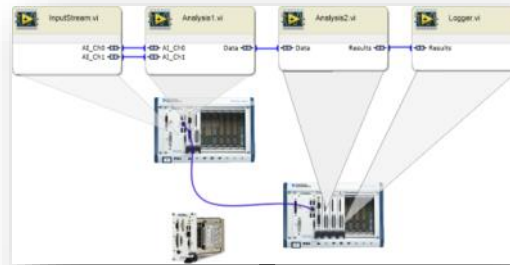 InputStream.vi
Analysis1.vi
Analysis2.vi
Logger.vi
AI_Ch0
AI_Ch0
Data
Data
Results
Results
AI_Ch1
AI_Ch1